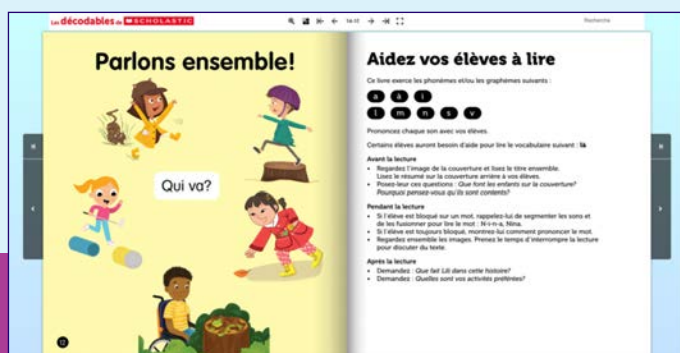 Les décodables de SCHOLASTIC
14-15
Recherche
Parlons ensemble!
Qui va?
12
Aidez vos élèves à lire
Ce livre exerce les phonèmes et/ou les graphèmes suivants :
a à i
l m n s v
Prononcez chaque son avec vos élèves.
Certains élèves auront besoin d'aide pour lire le vocabulaire suivant : là
Avant la lecture
• Regardez l'image de la couverture et lisez le titre ensemble.
Lisez le résumé sur la couverture arrière à vos élèves.
• Posez-leur ces questions : Que font les enfants sur la couverture?
Pourquoi pensez-vous qu'ils sont contents?
Pendant la lecture
• Si l'élève est bloqué sur un mot, rappelez-lui de segmenter les sons et
de les fusionner pour lire le mot : N-i-n-a, Nina.
• Si l'élève est toujours bloqué, montrez-lui comment prononcer le mot.
• Regardez ensemble les images. Prenez le temps d'interrompre la lecture
pour discuter du texte.
Après la lecture
• Demandez : Que fait Lili dans cette histoire?
• Demandez : Quelles sont vos activités préférées?